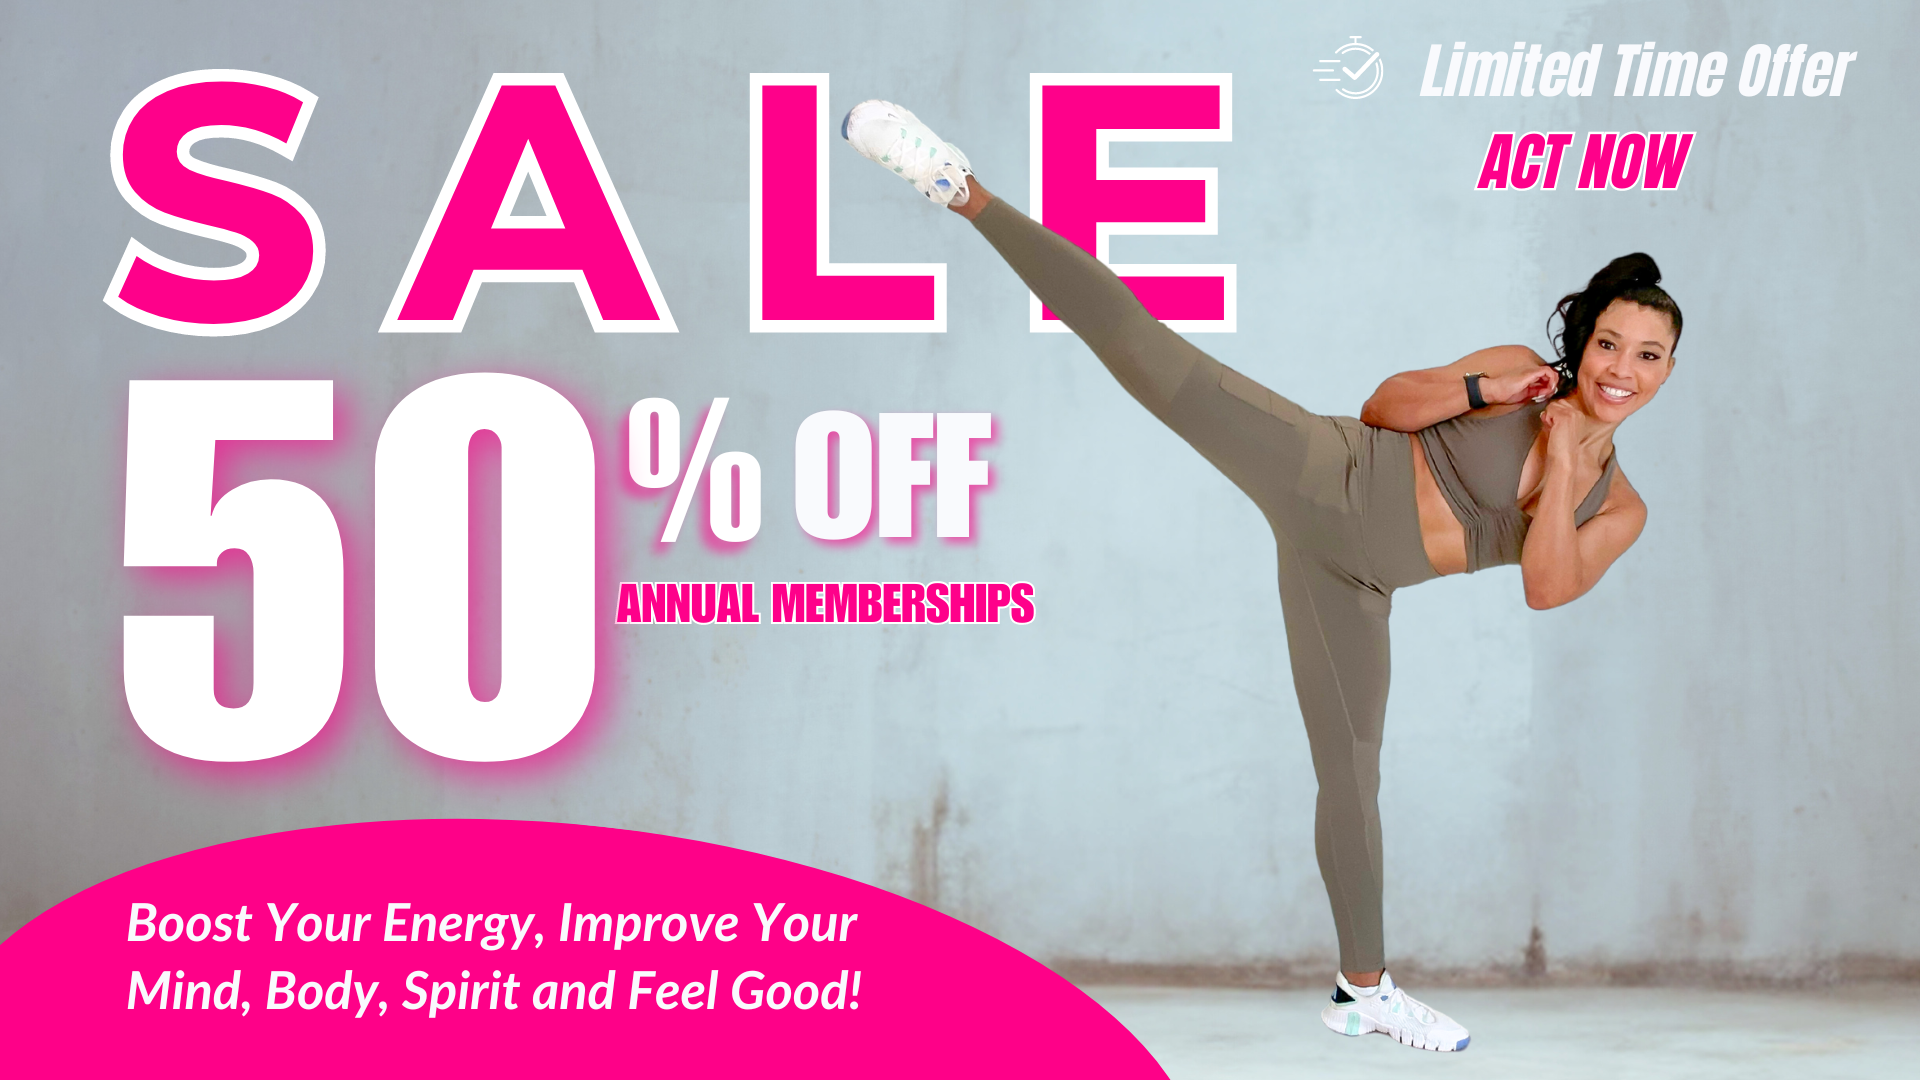 SALE
Limited Time Offer
ACT NOW
50% OFF
ANNUAL MEMBERSHIPS
Boost Your Energy, Improve Your
Mind, Body, Spirit and Feel Good!